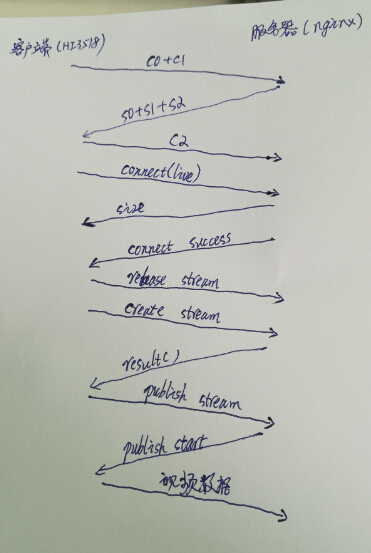 客户端(HI3518)
服务器(nginx)
C0+C1
S0+S1+S2
C2
connect(live)
size
connect success
release stream
create stream
result()
publish stream
publish start
视频数据